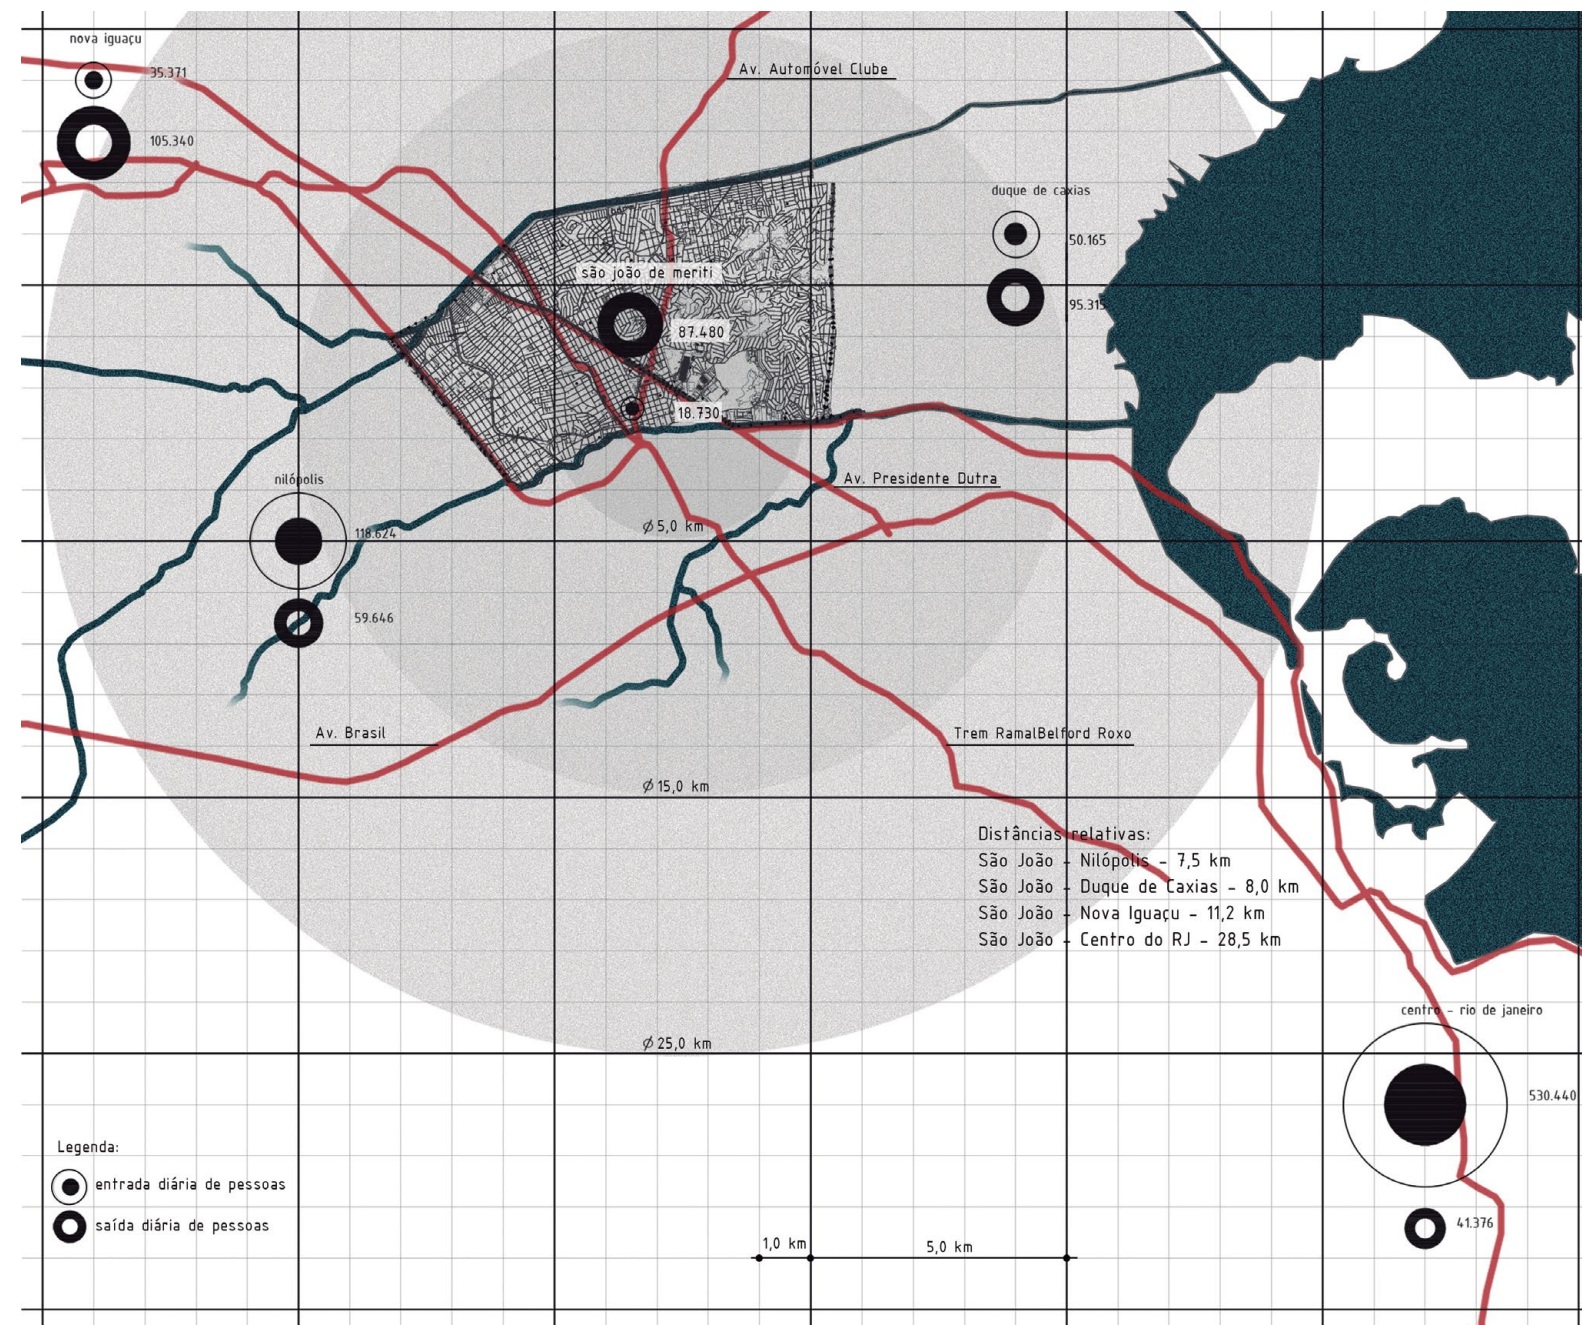 nova iguaçu
35.371
105.340
Av. Automóvel Clube
duque de caxias
50.165
95.315
são joão de meriti
87.480
18.730
nilópolis
118.624
59.646
Av. Presidente Dutra
Ø 5,0 km
Av. Brasil
Trem RamalBelford Roxo
Ø 15,0 km
Distâncias relativas:
São João - Nilópolis - 7,5 km
São João - Duque de Caxias - 8,0 km
São João - Nova Iguaçu - 11,2 km
São João - Centro do RJ - 28,5 km
Ø 25,0 km
centro - rio de janeiro
530.440
41.376
Legenda:
entrada diária de pessoas
saída diária de pessoas
1,0 km
5,0 km